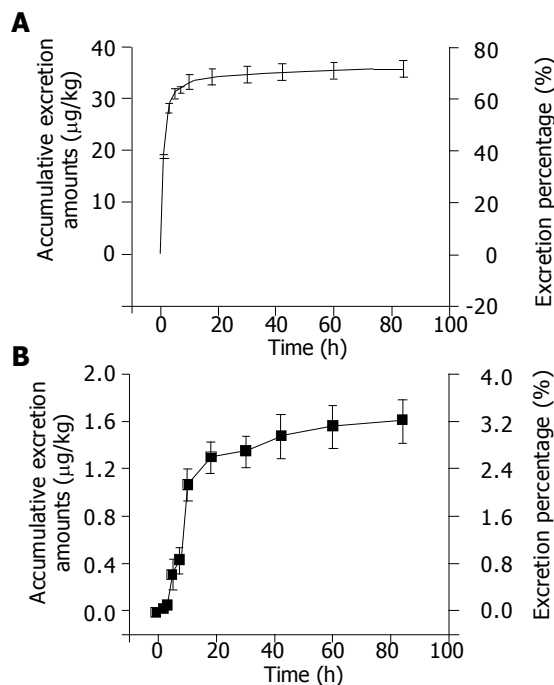 A
Accumulative excretion
amounts (μg/kg)
40
30
20
10
0
80
60
40
20
0
-20
Excretion percentage (%)
0 20 40 60 80 100
Time (h)
B
Accumulative excretion
amounts (μg/kg)
2.0
1.6
1.2
0.8
0.4
0.0
4.0
3.2
2.4
1.6
0.6
0.0
Excretion percentage (%)
0 20 40 60 80 100
Time (h)